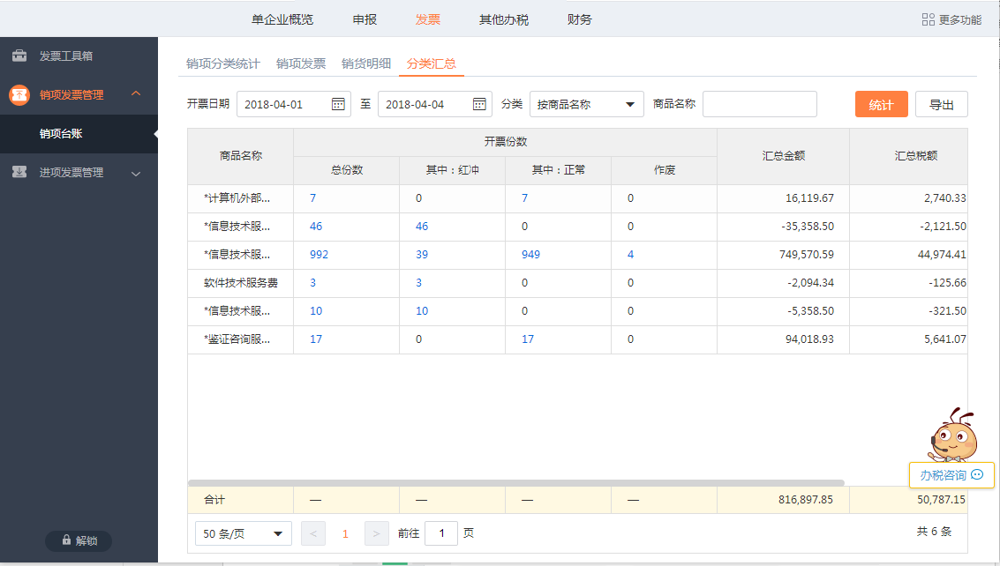 单企业概览 申报 发票 其他办税 财务 更多功能
发票工具箱
销项发票管理
销项台账
进项发票管理
解锁
销项分类统计 销项发票 销货明细 分类汇总
开票日期 2018-04-01 至 2018-04-04 分类 按商品名称 商品名称 统计 导出
商品名称 开票份数 汇总金额 汇总税额
总份数 其中：红冲 其中：正常 作废
*计算机外部... 7 0 7 0 16,119.67 2,740.33
*信息技术服... 46 46 0 0 -35,358.50 -2,121.50
*信息技术服... 992 39 949 4 749,570.59 44,974.41
软件技术服务费 3 3 0 0 -2,094.34 -125.66
*信息技术服... 10 10 0 0 -5,358.50 -321.50
*鉴证咨询服... 17 0 17 0 94,018.93 5,641.07
办税咨询
合计 — — — — 816,897.85 50,787.15
50 条/页 < 1 > 前往 1 页 共 6 条